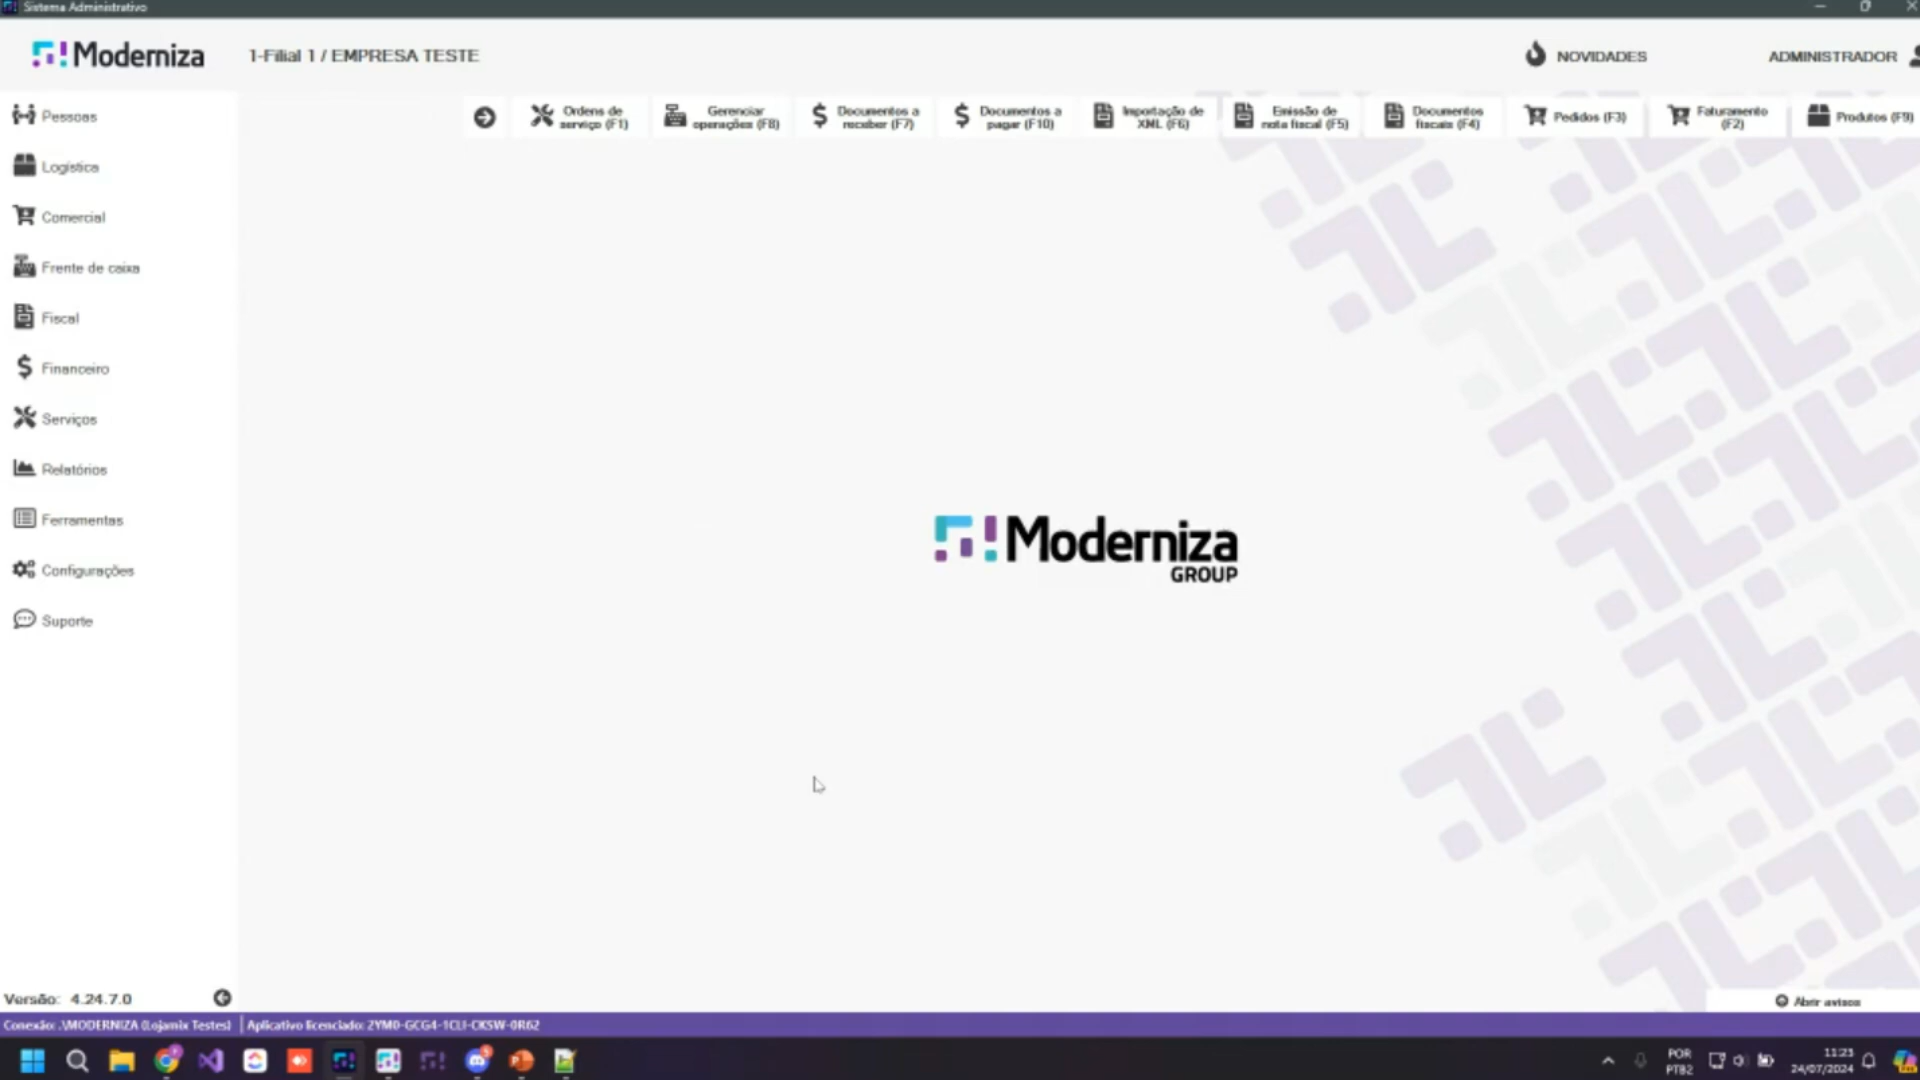 Sistema Administrativo
Moderniza
1-Filial 1 / EMPRESA TESTE
NOVIDADES
ADMINISTRADOR
Pessoas
Logística
Comercial
Frente de caixa
Fiscal
Financeiro
Serviços
Relatórios
Ferramentas
Configurações
Suporte
Ordens de
serviço (F1)
Gerenciar
operações (F8)
Documentos a
receber (F7)
Documentos a
pagar (F10)
Importação de
XML (F6)
Emissão de
nota fiscal (F5)
Documentos
fiscais (F4)
Pedidos (F3)
Faturamento
(F2)
Produtos (F9)
Moderniza
GROUP
Versão: 4.24.7.0
Abrir avisos
Conexão: .\MODERNIZA (Lojamix Testes)
Aplicativo licenciado: 2YM0-GCG4-1CLI-CKSW-0R62
POR
PTB2
11:23
24/07/2024